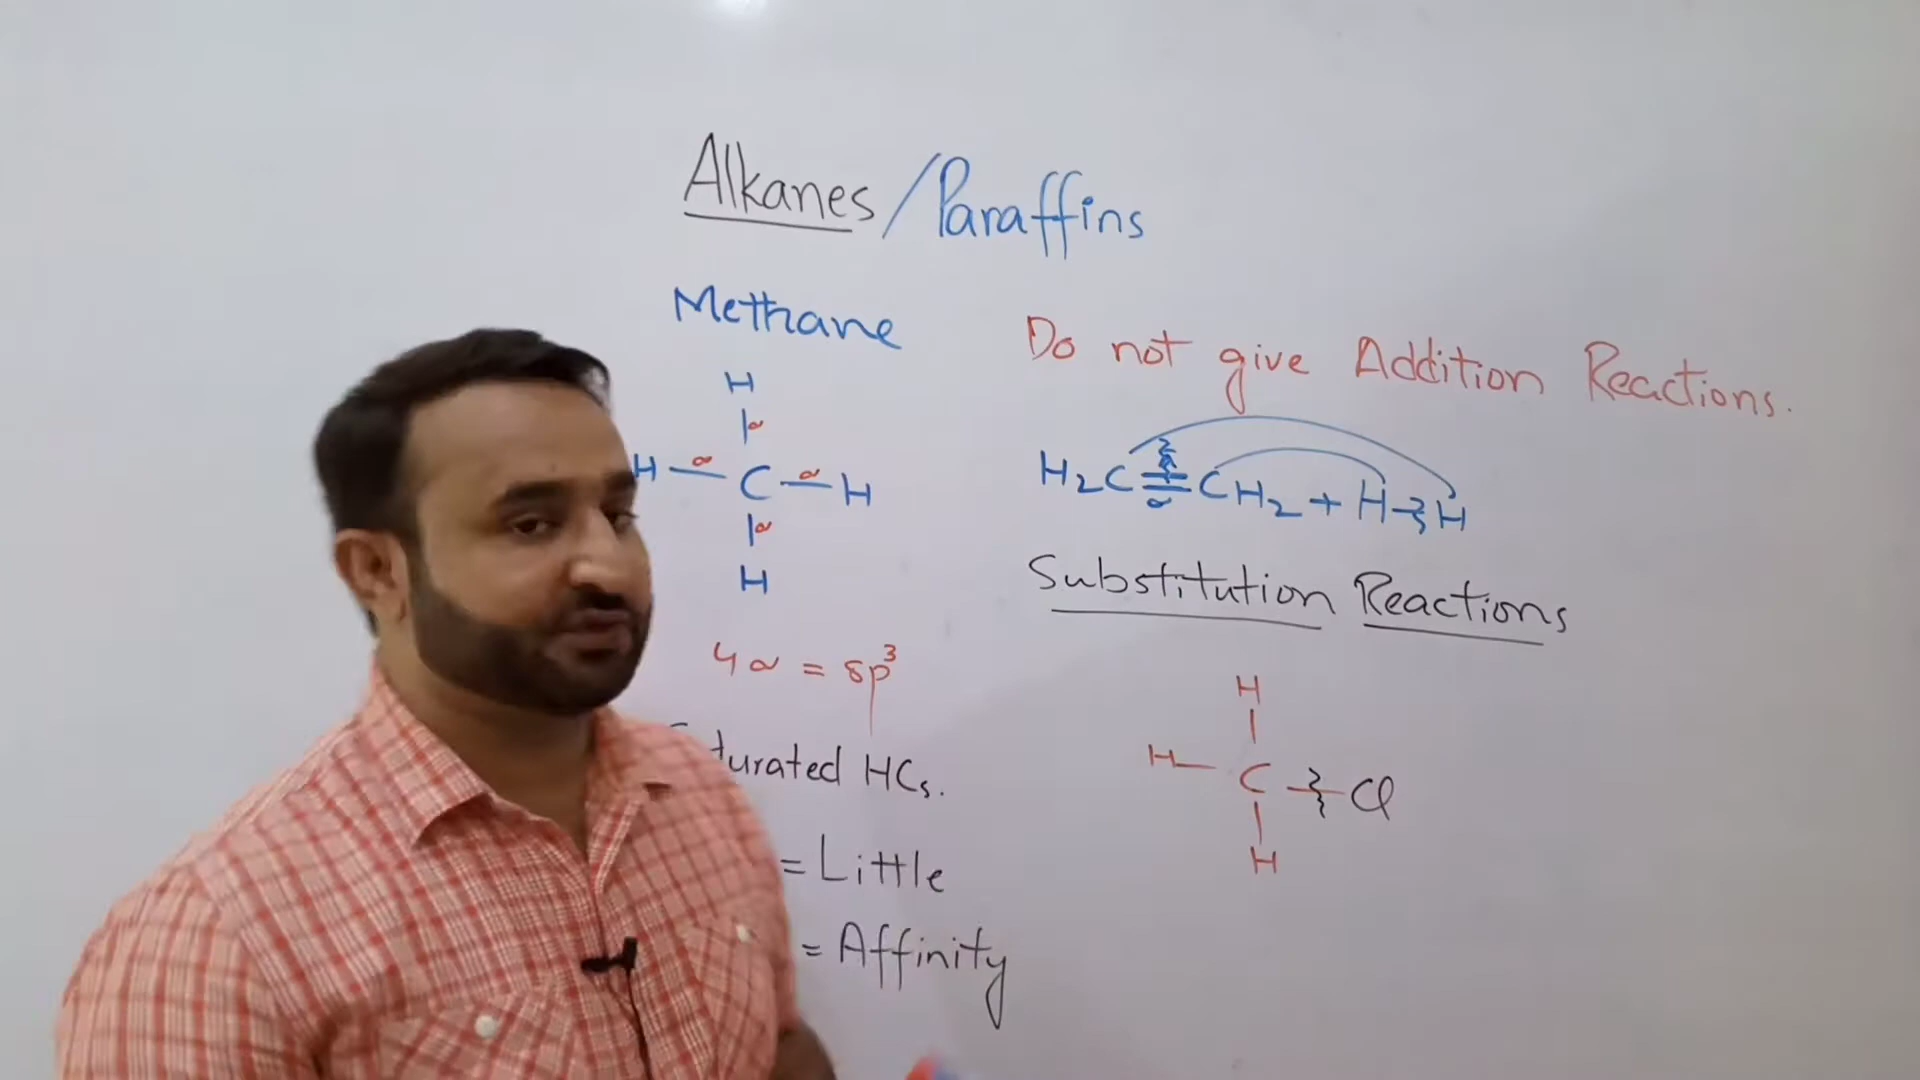 Alkanes/Paraffins
Methane
H
H-C-H
H
4σ = sp³
turated HCs.
= Little
= Affinity
Do not give Addition Reactions.
H₂C=CH₂ + H-H
Substitution Reactions
H
H-C-Cl
H